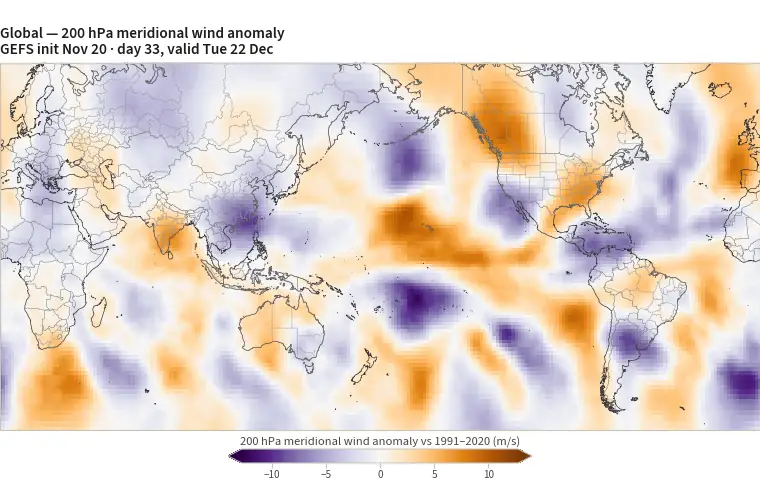 Global — 200 hPa meridional wind anomaly
GEFS init Nov 20 · day 33, valid Tue 22 Dec
200 hPa meridional wind anomaly vs 1991–2020 (m/s)
−10 −5 0 5 10